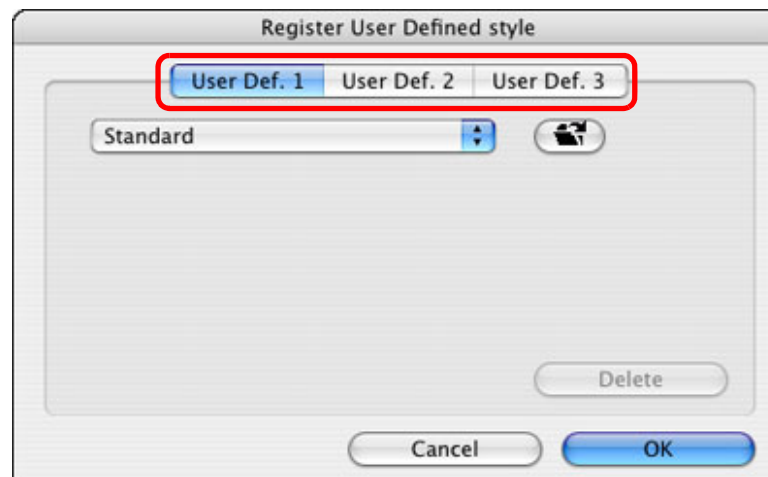 Register User Defined style
User Def. 1 User Def. 2 User Def. 3
Standard
Delete
Cancel OK